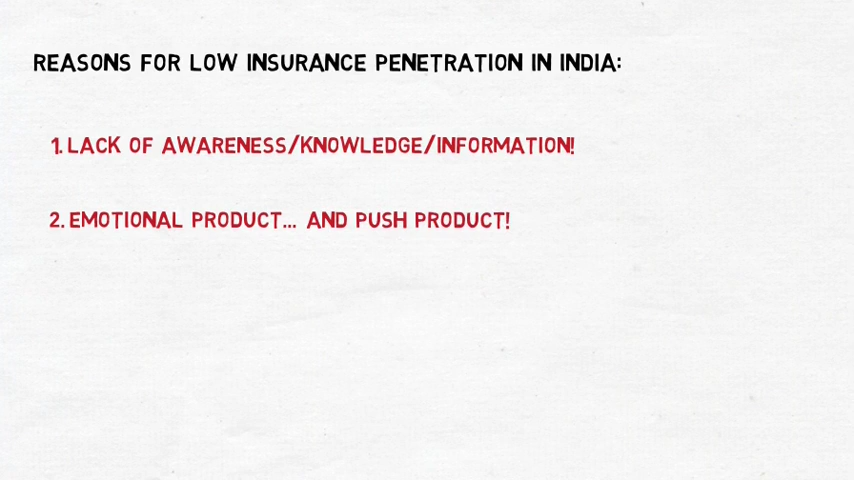 REASONS FOR LOW INSURANCE PENETRATION IN INDIA:
1. LACK OF AWARENESS/KNOWLEDGE/INFORMATION!
2. EMOTIONAL PRODUCT... AND PUSH PRODUCT!